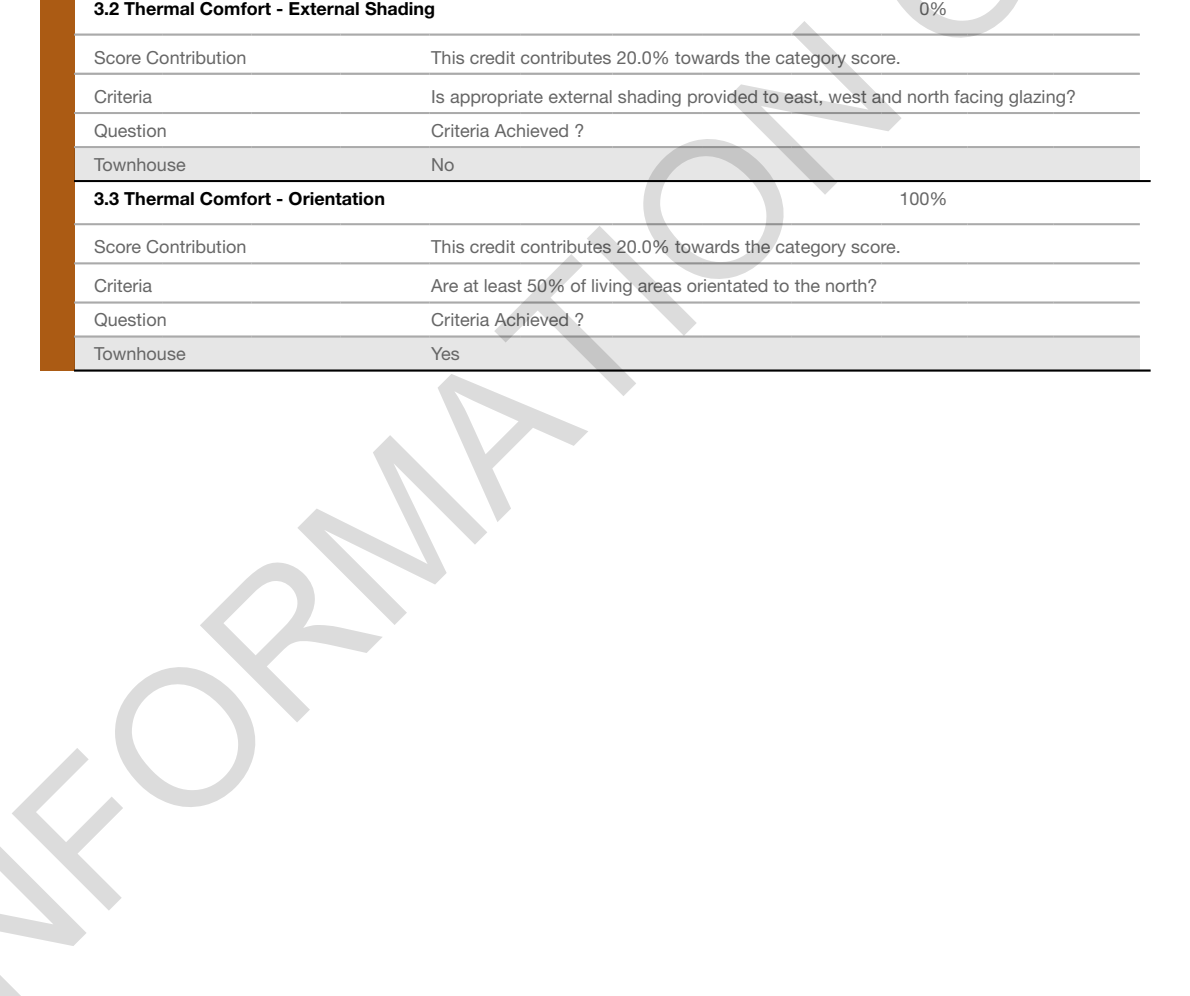 3.2 Thermal Comfort - External Shading 0%
Score Contribution This credit contributes 20.0% towards the category score.
Criteria Is appropriate external shading provided to east, west and north facing glazing?
Question Criteria Achieved ?
Townhouse No
3.3 Thermal Comfort - Orientation 100%
Score Contribution This credit contributes 20.0% towards the category score.
Criteria Are at least 50% of living areas orientated to the north?
Question Criteria Achieved ?
Townhouse Yes
NFORMATION